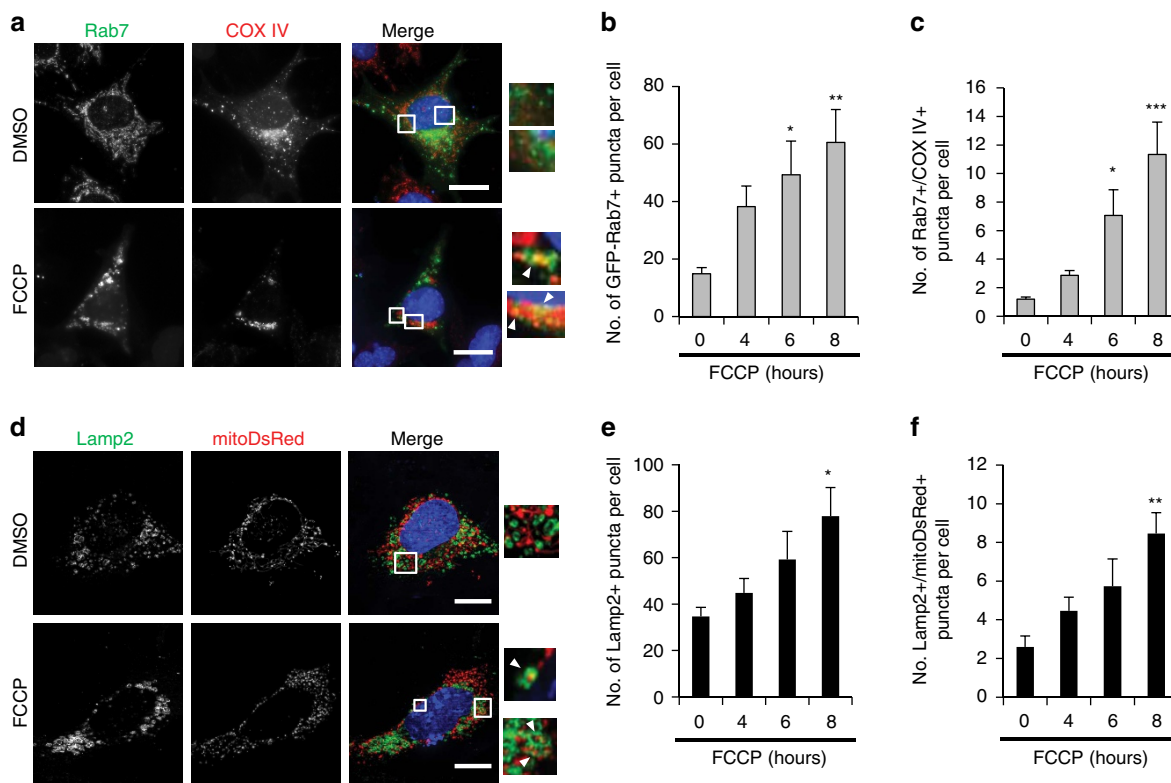 a
Rab7 COX IV Merge
DMSO
FCCP
b
No. of GFP-Rab7+ puncta per cell
80
60
40
20
0
* **
0 4 6 8
FCCP (hours)
c
No. of Rab7+/COX IV+
puncta per cell
16
14
12
10
8
6
4
2
0
* ***
0 4 6 8
FCCP (hours)
d
Lamp2 mitoDsRed Merge
DMSO
FCCP
e
No. of Lamp2+ puncta per cell
100
80
60
40
20
0
*
0 4 6 8
FCCP (hours)
f
No. Lamp2+/mitoDsRed+
puncta per cell
12
10
8
6
4
2
0
**
0 4 6 8
FCCP (hours)